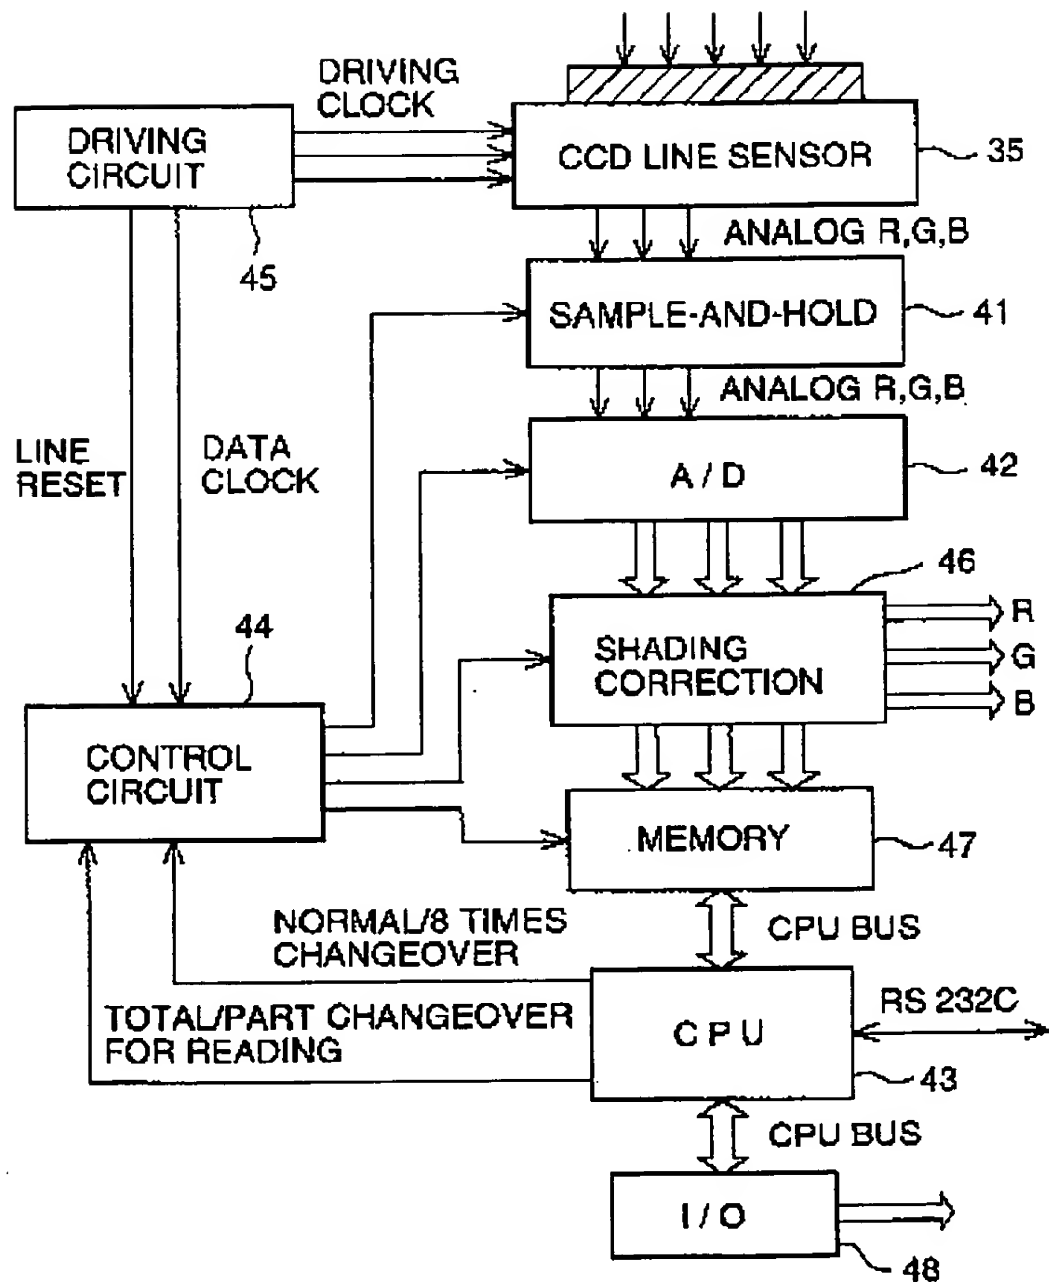 DRIVING
CLOCK
DRIVING
CIRCUIT
CCD LINE SENSOR
35
45
ANALOG R,G,B
SAMPLE-AND-HOLD
41
ANALOG R,G,B
LINE
RESET
DATA
CLOCK
A / D
42
46
44
SHADING
CORRECTION
R
G
B
CONTROL
CIRCUIT
MEMORY
47
NORMAL/8 TIMES
CHANGEOVER
CPU BUS
TOTAL/PART CHANGEOVER
FOR READING
C P U
RS 232C
43
CPU BUS
I / O
48